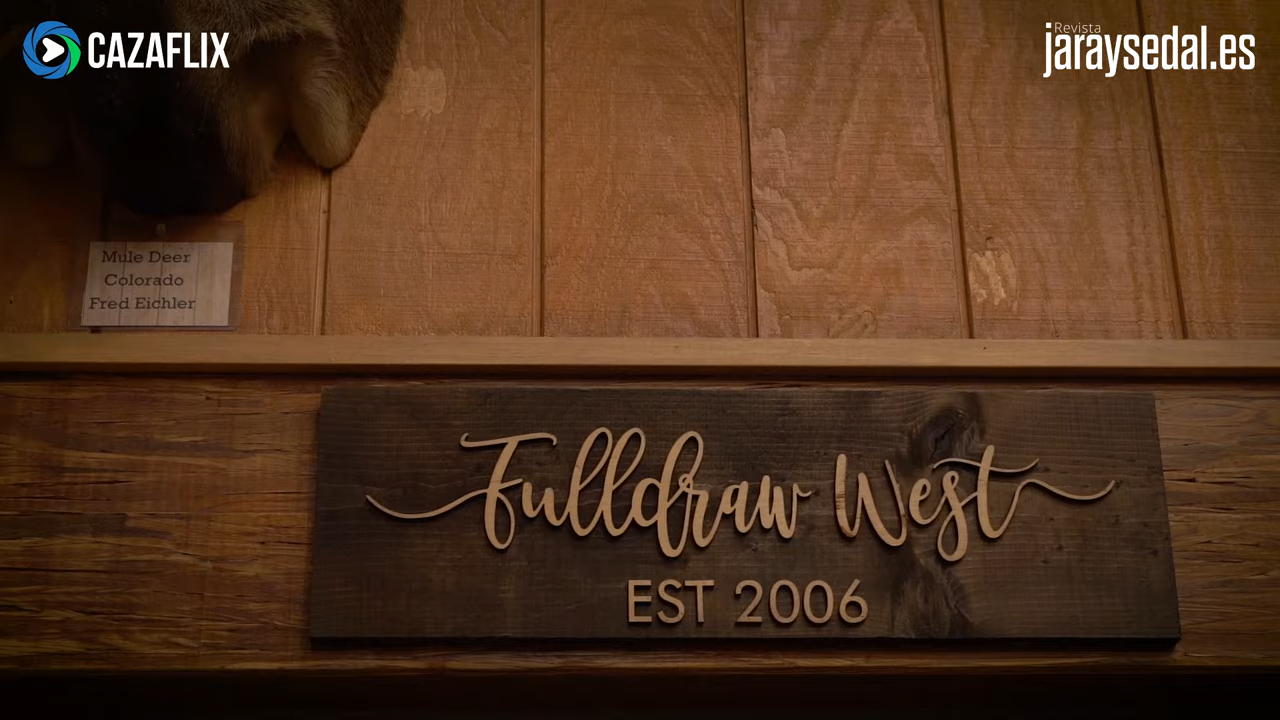 CAZAFLIX
Revista
jaraysedal.es
Mule Deer
Colorado
Fred Eichler
Fulldraw West
EST 2006